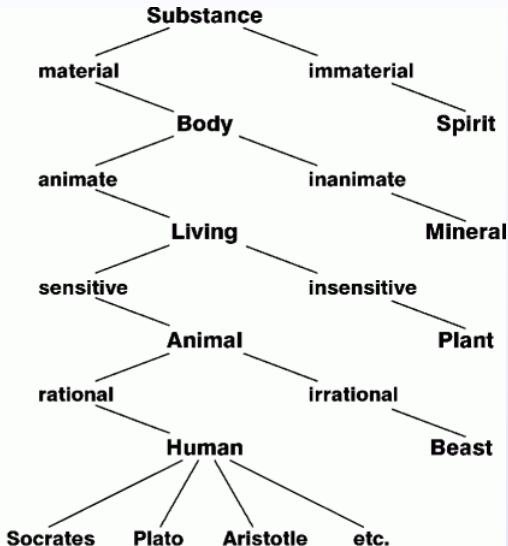 Substance
material immaterial
Body Spirit
animate inanimate
Living Mineral
sensitive insensitive
Animal Plant
rational irrational
Human Beast
Socrates Plato Aristotle etc.